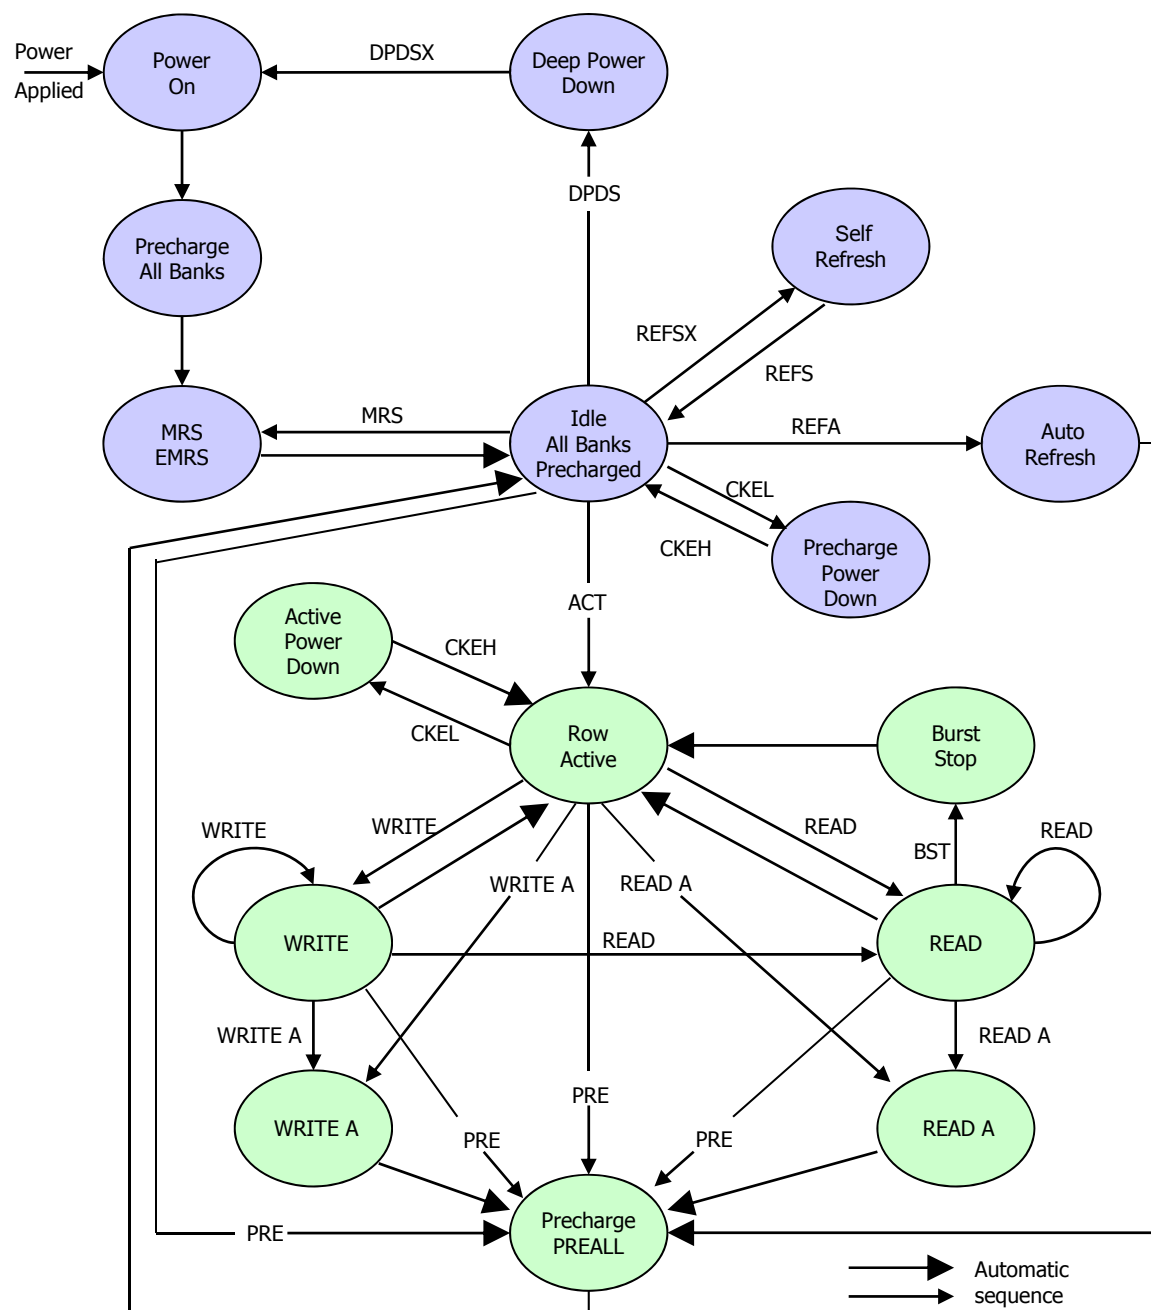 Power
Applied
Power
On
DPDSX
Deep Power
Down
DPDS
Precharge
All Banks
Self
Refresh
REFSX
REFS
MRS
EMRS
MRS
Idle
All Banks
Precharged
REFA
Auto
Refresh
CKEL
CKEH
Precharge
Power
Down
ACT
Active
Power
Down
CKEH
CKEL
Row
Active
Burst
Stop
WRITE
WRITE
READ
READ
BST
WRITE A
READ A
WRITE
READ
READ
WRITE A
READ A
WRITE A
PRE
PRE
PRE
READ A
PRE
Precharge
PREALL
Automatic
sequence